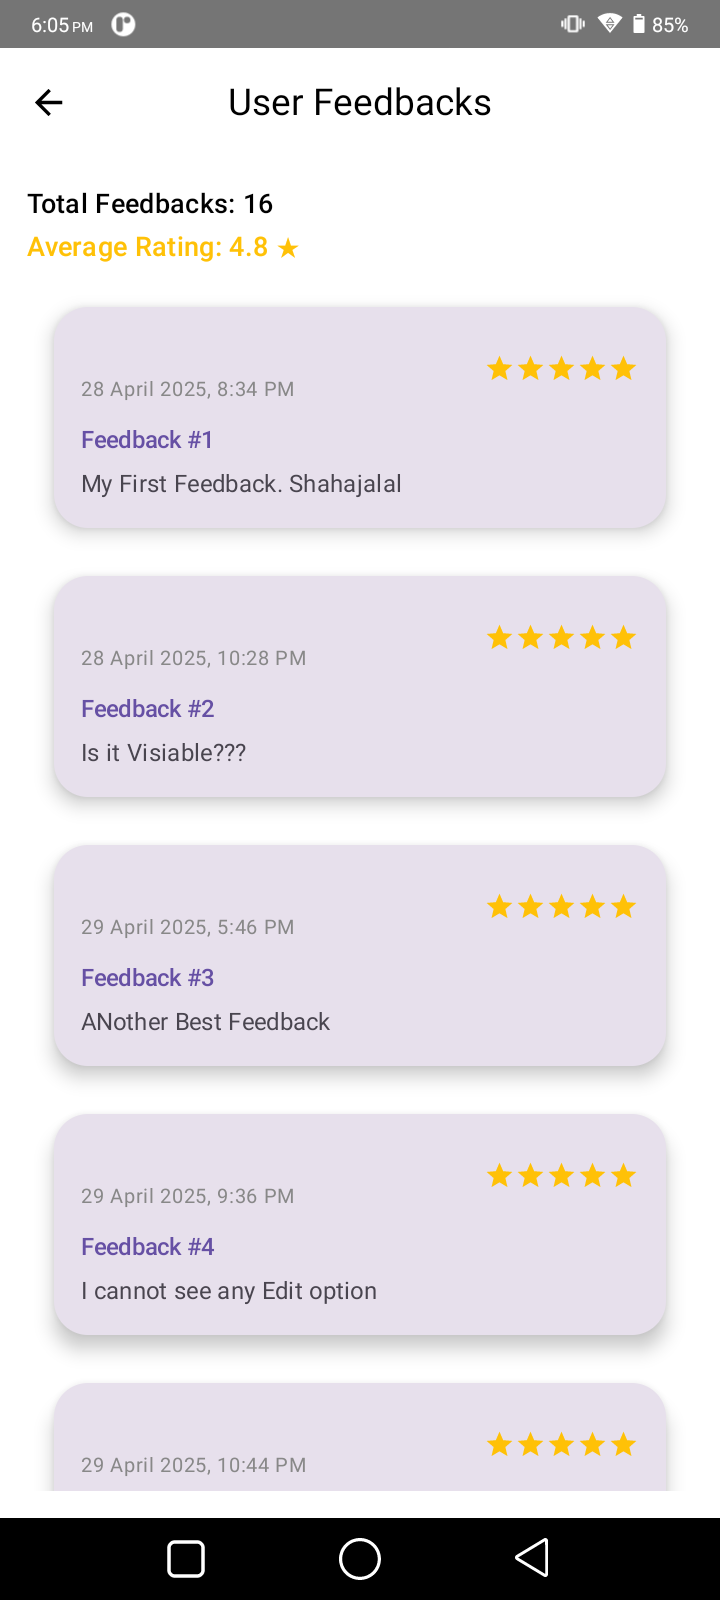 6:05 PM 85%
User Feedbacks
Total Feedbacks: 16
Average Rating: 4.8 ★
28 April 2025, 8:34 PM
Feedback #1
My First Feedback. Shahajalal
28 April 2025, 10:28 PM
Feedback #2
Is it Visiable???
29 April 2025, 5:46 PM
Feedback #3
ANother Best Feedback
29 April 2025, 9:36 PM
Feedback #4
I cannot see any Edit option
29 April 2025, 10:44 PM